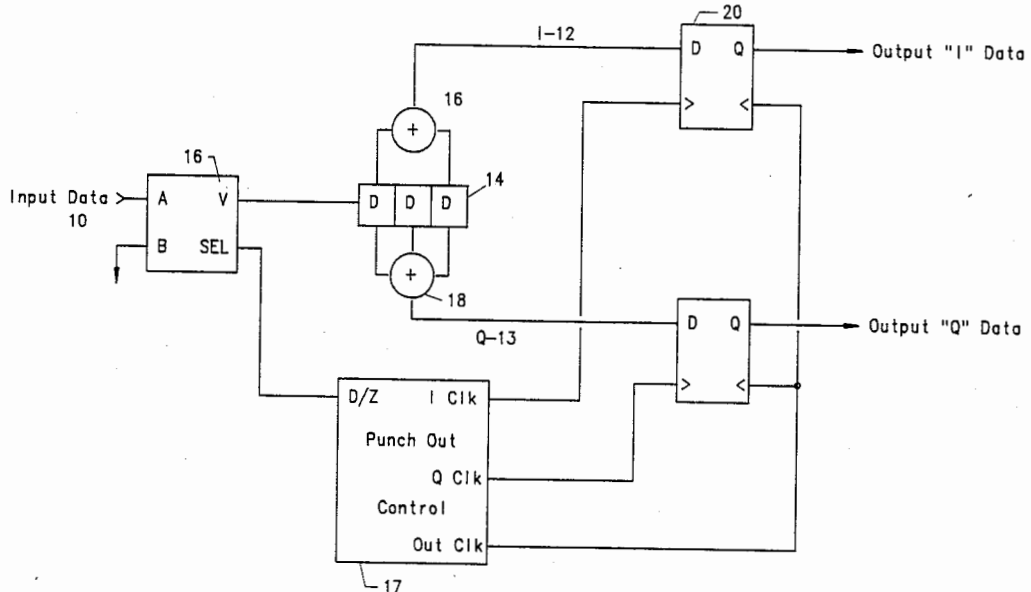 20
I-12
D Q
Output "I" Data
16
+
> <
16
14
Input Data
10
A V
D D D
B SEL
+
18
Q-13
D Q
Output "Q" Data
> <
D/Z I Clk
Punch Out
Q Clk
Control
Out Clk
17